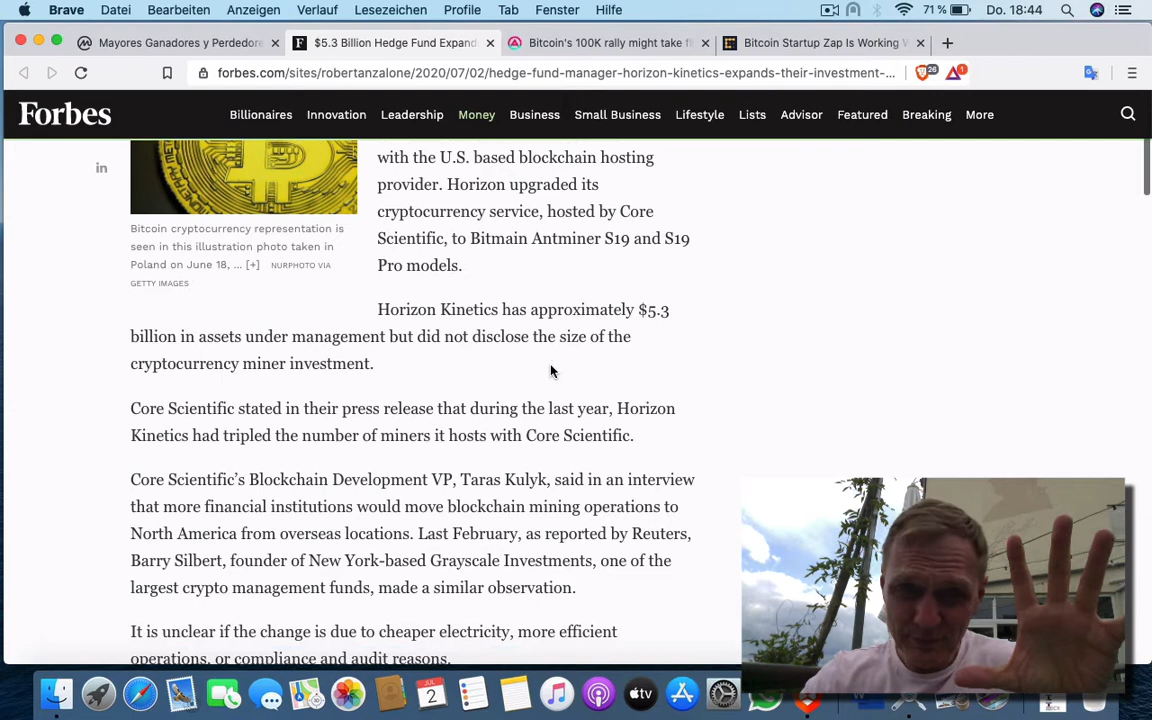 Brave Datei Bearbeiten Anzeigen Verlauf Lesezeichen Profile Tab Fenster Hilfe 71 % Do. 18:44
Mayores Ganadores y Perdedore × $5.3 Billion Hedge Fund Expand × Bitcoin's 100K rally might take fl × Bitcoin Startup Zap Is Working W × +
forbes.com/sites/robertanzalone/2020/07/02/hedge-fund-manager-horizon-kinetics-expands-their-investment-... 26 1
Forbes Billionaires Innovation Leadership Money Business Small Business Lifestyle Lists Advisor Featured Breaking More
in
Bitcoin cryptocurrency representation is
seen in this illustration photo taken in
Poland on June 18, ... [+] NURPHOTO VIA
GETTY IMAGES
with the U.S. based blockchain hosting
provider. Horizon upgraded its
cryptocurrency service, hosted by Core
Scientific, to Bitmain Antminer S19 and S19
Pro models.
Horizon Kinetics has approximately $5.3
billion in assets under management but did not disclose the size of the
cryptocurrency miner investment.
Core Scientific stated in their press release that during the last year, Horizon
Kinetics had tripled the number of miners it hosts with Core Scientific.
Core Scientific's Blockchain Development VP, Taras Kulyk, said in an interview
that more financial institutions would move blockchain mining operations to
North America from overseas locations. Last February, as reported by Reuters,
Barry Silbert, founder of New York-based Grayscale Investments, one of the
largest crypto management funds, made a similar observation.
It is unclear if the change is due to cheaper electricity, more efficient
operations, or compliance and audit reasons.
JUL
2
tv